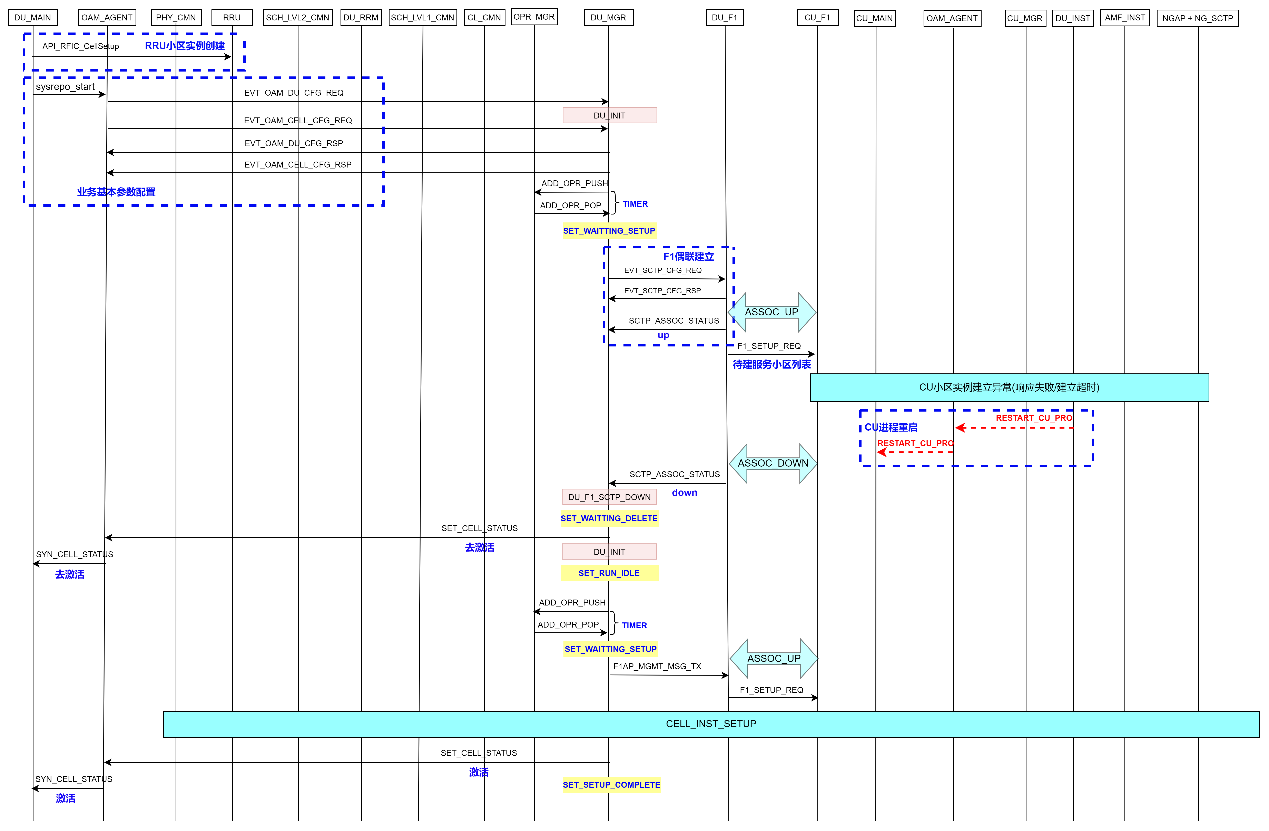 DU_MAIN
OAM_AGENT
PHY_CMN
RRU
SCH_LVL2_CMN
DU_RRM
SCH_LVL1_CMN
CL_CMN
OPR_MGR
DU_MGR
DU_F1
CU_F1
CU_MAIN
OAM_AGENT
CU_MGR
DU_INST
AMF_INST
NGAP + NG_SCTP
API_RFIC_CellSetup
RRU小区实例创建
sysrepo_start
EVT_OAM_DU_CFG_REQ
DU_INIT
EVT_OAM_CELL_CFG_REQ
EVT_OAM_DU_CFG_RSP
EVT_OAM_CELL_CFG_RSP
业务基本参数配置
ADD_OPR_PUSH
TIMER
ADD_OPR_POP
SET_WAITTING_SETUP
F1偶联建立
EVT_SCTP_CFG_REQ
EVT_SCTP_CFG_RSP
ASSOC_UP
SCTP_ASSOC_STATUS
up
F1_SETUP_REQ
待建服务小区列表
CU小区实例建立异常(响应失败/建立超时)
RESTART_CU_PRO
CU进程重启
RESTART_CU_PRO
ASSOC_DOWN
SCTP_ASSOC_STATUS
down
DU_F1_SCTP_DOWN
SET_WAITTING_DELETE
SET_CELL_STATUS
去激活
DU_INIT
SYN_CELL_STATUS
去激活
SET_RUN_IDLE
ADD_OPR_PUSH
TIMER
ADD_OPR_POP
SET_WAITTING_SETUP
ASSOC_UP
F1AP_MGMT_MSG_TX
F1_SETUP_REQ
CELL_INST_SETUP
SET_CELL_STATUS
激活
SYN_CELL_STATUS
激活
SET_SETUP_COMPLETE